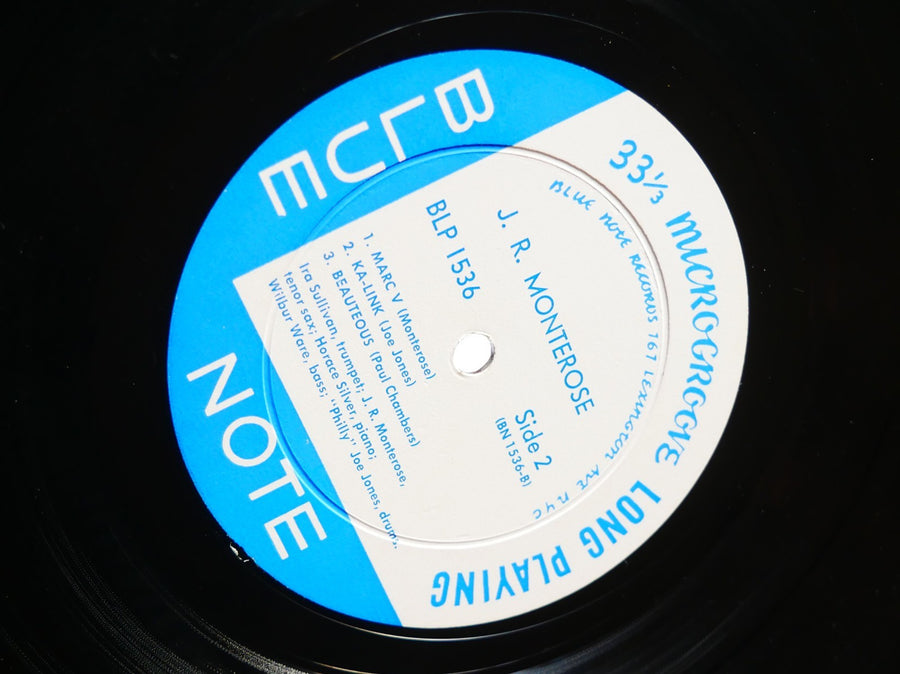 33⅓ MICROGROOVE LONG PLAYING
BLUE NOTE RECORDS 767 LEXINGTON AVE NYC
BLUE
NOTE
J. R. MONTEROSE
BLP 1536
Side 2
(BN 1536-B)
1. MARC V (Monterose)
2. KA-LINK (Joe Jones)
3. BEAUTEOUS (Paul Chambers)
Ira Sullivan, trumpet; J. R. Monterose,
tenor sax; Horace Silver, piano;
Wilbur Ware, bass; "Philly" Joe Jones, drums.